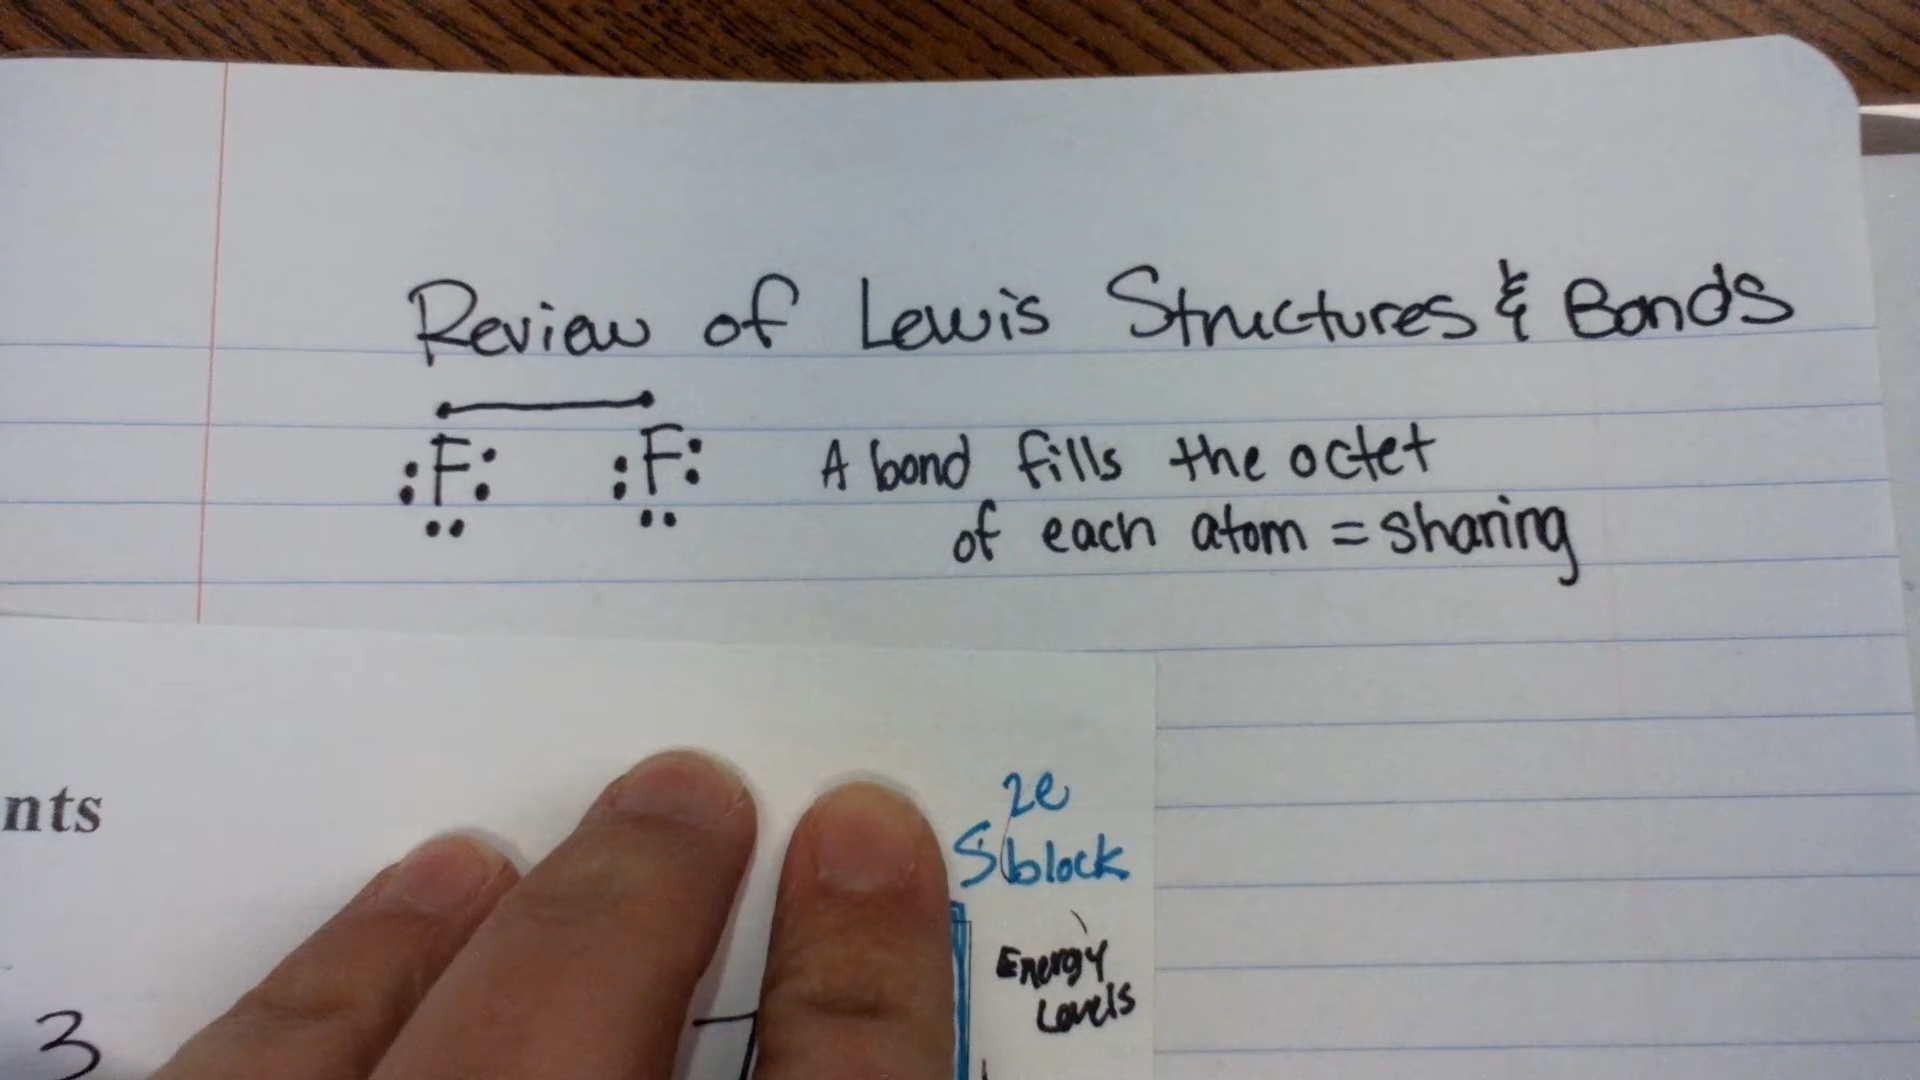 Review of Lewis Structures & Bonds
:F: :F: A bond fills the octet
of each atom = sharing
nts
2e
S block
Energy
Levels
3